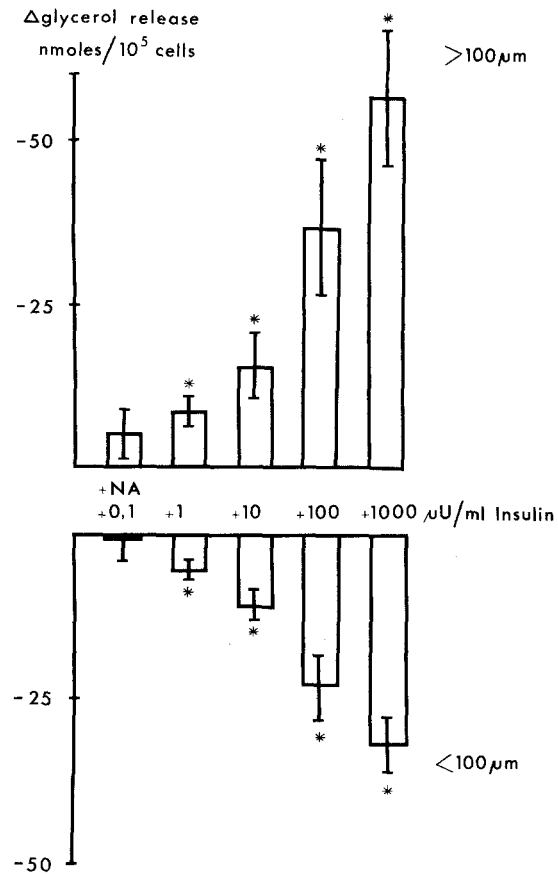 Δglycerol release
nmoles/10⁵ cells
>100µm
-50
-25
* * * *
+NA
+0,1 +1 +10 +100 +1000 µU/ml Insulin
* * * *
-25
<100µm
-50